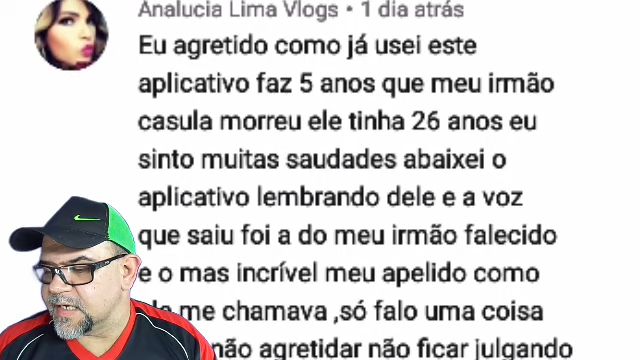 Analucia Lima Vlogs • 1 dia atrás
Eu agretido como já usei este
aplicativo faz 5 anos que meu irmão
casula morreu ele tinha 26 anos eu
sinto muitas saudades abaixei o
aplicativo lembrando dele e a voz
que saiu foi a do meu irmão falecido
e o mas incrível meu apelido como
me chamava ,só falo uma coisa
não agretidar não ficar julgando